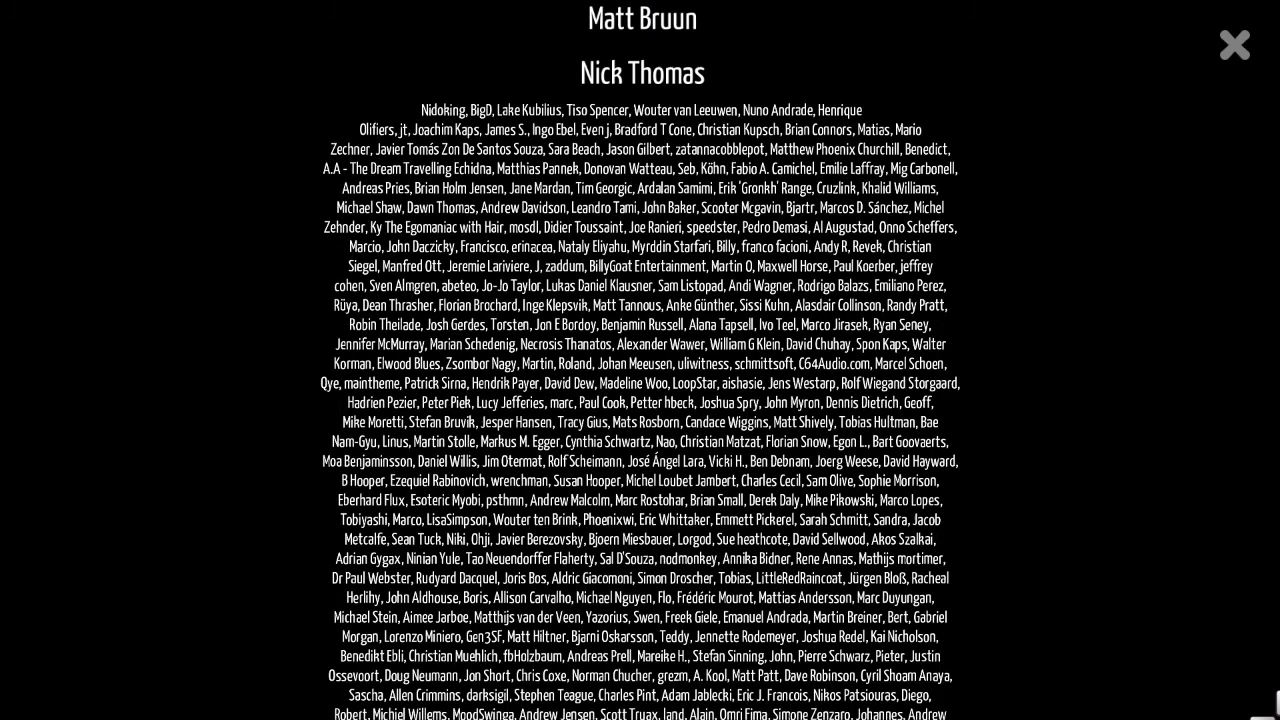 Matt Bruun
Nick Thomas
Nidoking, BigD, Lake Kubilius, Tiso Spencer, Wouter van Leeuwen, Nuno Andrade, Henrique
Olifiers, jt, Joachim Kaps, James S., Ingo Ebel, Even j, Bradford T Cone, Christian Kupsch, Brian Connors, Matias, Mario
Zechner, Javier Tomás Zon De Santos Souza, Sara Beach, Jason Gilbert, zatannacobblepot, Matthew Phoenix Churchill, Benedict,
A.A - The Dream Travelling Echidna, Matthias Pannek, Donovan Watteau, Seb, Köhn, Fabio A. Camichel, Emilie Laffray, Mig Carbonell,
Andreas Pries, Brian Holm Jensen, Jane Mardan, Tim Georgic, Ardalan Samimi, Erik 'Gronkh' Range, Cruzlink, Khalid Williams,
Michael Shaw, Dawn Thomas, Andrew Davidson, Leandro Tami, John Baker, Scooter Mcgavin, Bjartr, Marcos D. Sánchez, Michel
Zehnder, Ky The Egomaniac with Hair, mosdl, Didier Toussaint, Joe Ranieri, speedster, Pedro Demasi, Al Augustad, Onno Scheffers,
Marcio, John Daczicky, Francisco, erinacea, Nataly Eliyahu, Myrddin Starfari, Billy, franco facioni, Andy R, Revek, Christian
Siegel, Manfred Ott, Jeremie Lariviere, J, zaddum, BillyGoat Entertainment, Martin O, Maxwell Horse, Paul Koerber, jeffrey
cohen, Sven Almgren, abeteo, Jo-Jo Taylor, Lukas Daniel Klausner, Sam Listopad, Andi Wagner, Rodrigo Balazs, Emiliano Perez,
Rüya, Dean Thrasher, Florian Brochard, Inge Klepsvik, Matt Tannous, Anke Günther, Sissi Kuhn, Alasdair Collinson, Randy Pratt,
Robin Theilade, Josh Gerdes, Torsten, Jon E Bordoy, Benjamin Russell, Alana Tapsell, Ivo Teel, Marco Jirasek, Ryan Seney,
Jennifer McMurray, Marian Schedenig, Necrosis Thanatos, Alexander Wawer, William G Klein, David Chuhay, Spon Kaps, Walter
Korman, Elwood Blues, Zsombor Nagy, Martin, Roland, Johan Meeusen, uliwitness, schmittsoft, C64Audio.com, Marcel Schoen,
Qye, maintheme, Patrick Sirna, Hendrik Payer, David Dew, Madeline Woo, LoopStar, aishasie, Jens Westarp, Rolf Wiegand Storgaard,
Hadrien Pezier, Peter Piek, Lucy Jefferies, marc, Paul Cook, Petter hbeck, Joshua Spry, John Myron, Dennis Dietrich, Geoff,
Mike Moretti, Stefan Bruvik, Jesper Hansen, Tracy Gius, Mats Rosborn, Candace Wiggins, Matt Shively, Tobias Hultman, Bae
Nam-Gyu, Linus, Martin Stolle, Markus M. Egger, Cynthia Schwartz, Nao, Christian Matzat, Florian Snow, Egon L., Bart Goovaerts,
Moa Benjaminsson, Daniel Willis, Jim Otermat, Rolf Scheimann, José Ángel Lara, Vicki H., Ben Debnam, Joerg Weese, David Hayward,
B Hooper, Ezequiel Rabinovich, wrenchman, Susan Hooper, Michel Loubet Jambert, Charles Cecil, Sam Olive, Sophie Morrison,
Eberhard Flux, Esoteric Myobi, psthmn, Andrew Malcolm, Marc Rostohar, Brian Small, Derek Daly, Mike Pikowski, Marco Lopes,
Tobiyashi, Marco, LisaSimpson, Wouter ten Brink, Phoenixwi, Eric Whittaker, Emmett Pickerel, Sarah Schmitt, Sandra, Jacob
Metcalfe, Sean Tuck, Niki, Ohji, Javier Berezovsky, Bjoern Miesbauer, Lorgod, Sue heathcote, David Sellwood, Akos Szalkai,
Adrian Gygax, Ninian Yule, Tao Neuendorffer Flaherty, Sal D'Souza, nodmonkey, Annika Bidner, Rene Annas, Mathijs mortimer,
Dr Paul Webster, Rudyard Dacquel, Joris Bos, Aldric Giacomoni, Simon Droscher, Tobias, LittleRedRaincoat, Jürgen Bloß, Racheal
Herlihy, John Aldhouse, Boris, Allison Carvalho, Michael Nguyen, Flo, Frédéric Mourot, Mattias Andersson, Marc Duyungan,
Michael Stein, Aimee Jarboe, Matthijs van der Veen, Yazorius, Swen, Freek Giele, Emanuel Andrada, Martin Breiner, Bert, Gabriel
Morgan, Lorenzo Miniero, Gen3SF, Matt Hiltner, Bjarni Oskarsson, Teddy, Jennette Rodemeyer, Joshua Redel, Kai Nicholson,
Benedikt Ebli, Christian Muehlich, fbHolzbaum, Andreas Prell, Mareike H., Stefan Sinning, John, Pierre Schwarz, Pieter, Justin
Ossevoort, Doug Neumann, Jon Short, Chris Coxe, Norman Chucher, grezm, A. Kool, Matt Patt, Dave Robinson, Cyril Shoam Anaya,
Sascha, Allen Crimmins, darksigil, Stephen Teague, Charles Pint, Adam Jablecki, Eric J. Francois, Nikos Patsiouras, Diego,
Robert, Michiel Willems, MoodSwinga, Andrew Jensen, Scott Truax, land, Alain, Omri Fima, Simone Zenzaro, Johannes, Andrew